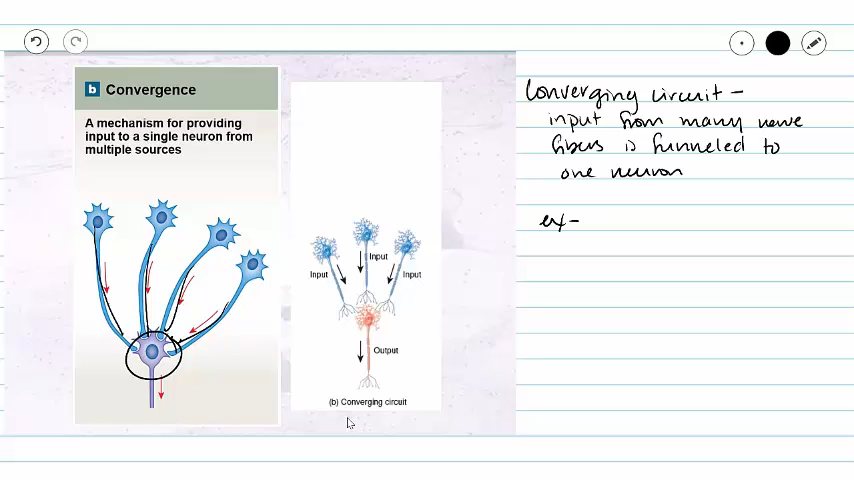 b Convergence
A mechanism for providing
input to a single neuron from
multiple sources
Input
Input
Input
Output
(b) Converging circuit
Converging circuit -
input from many nerve
fibers is funneled to
one neuron
ex-